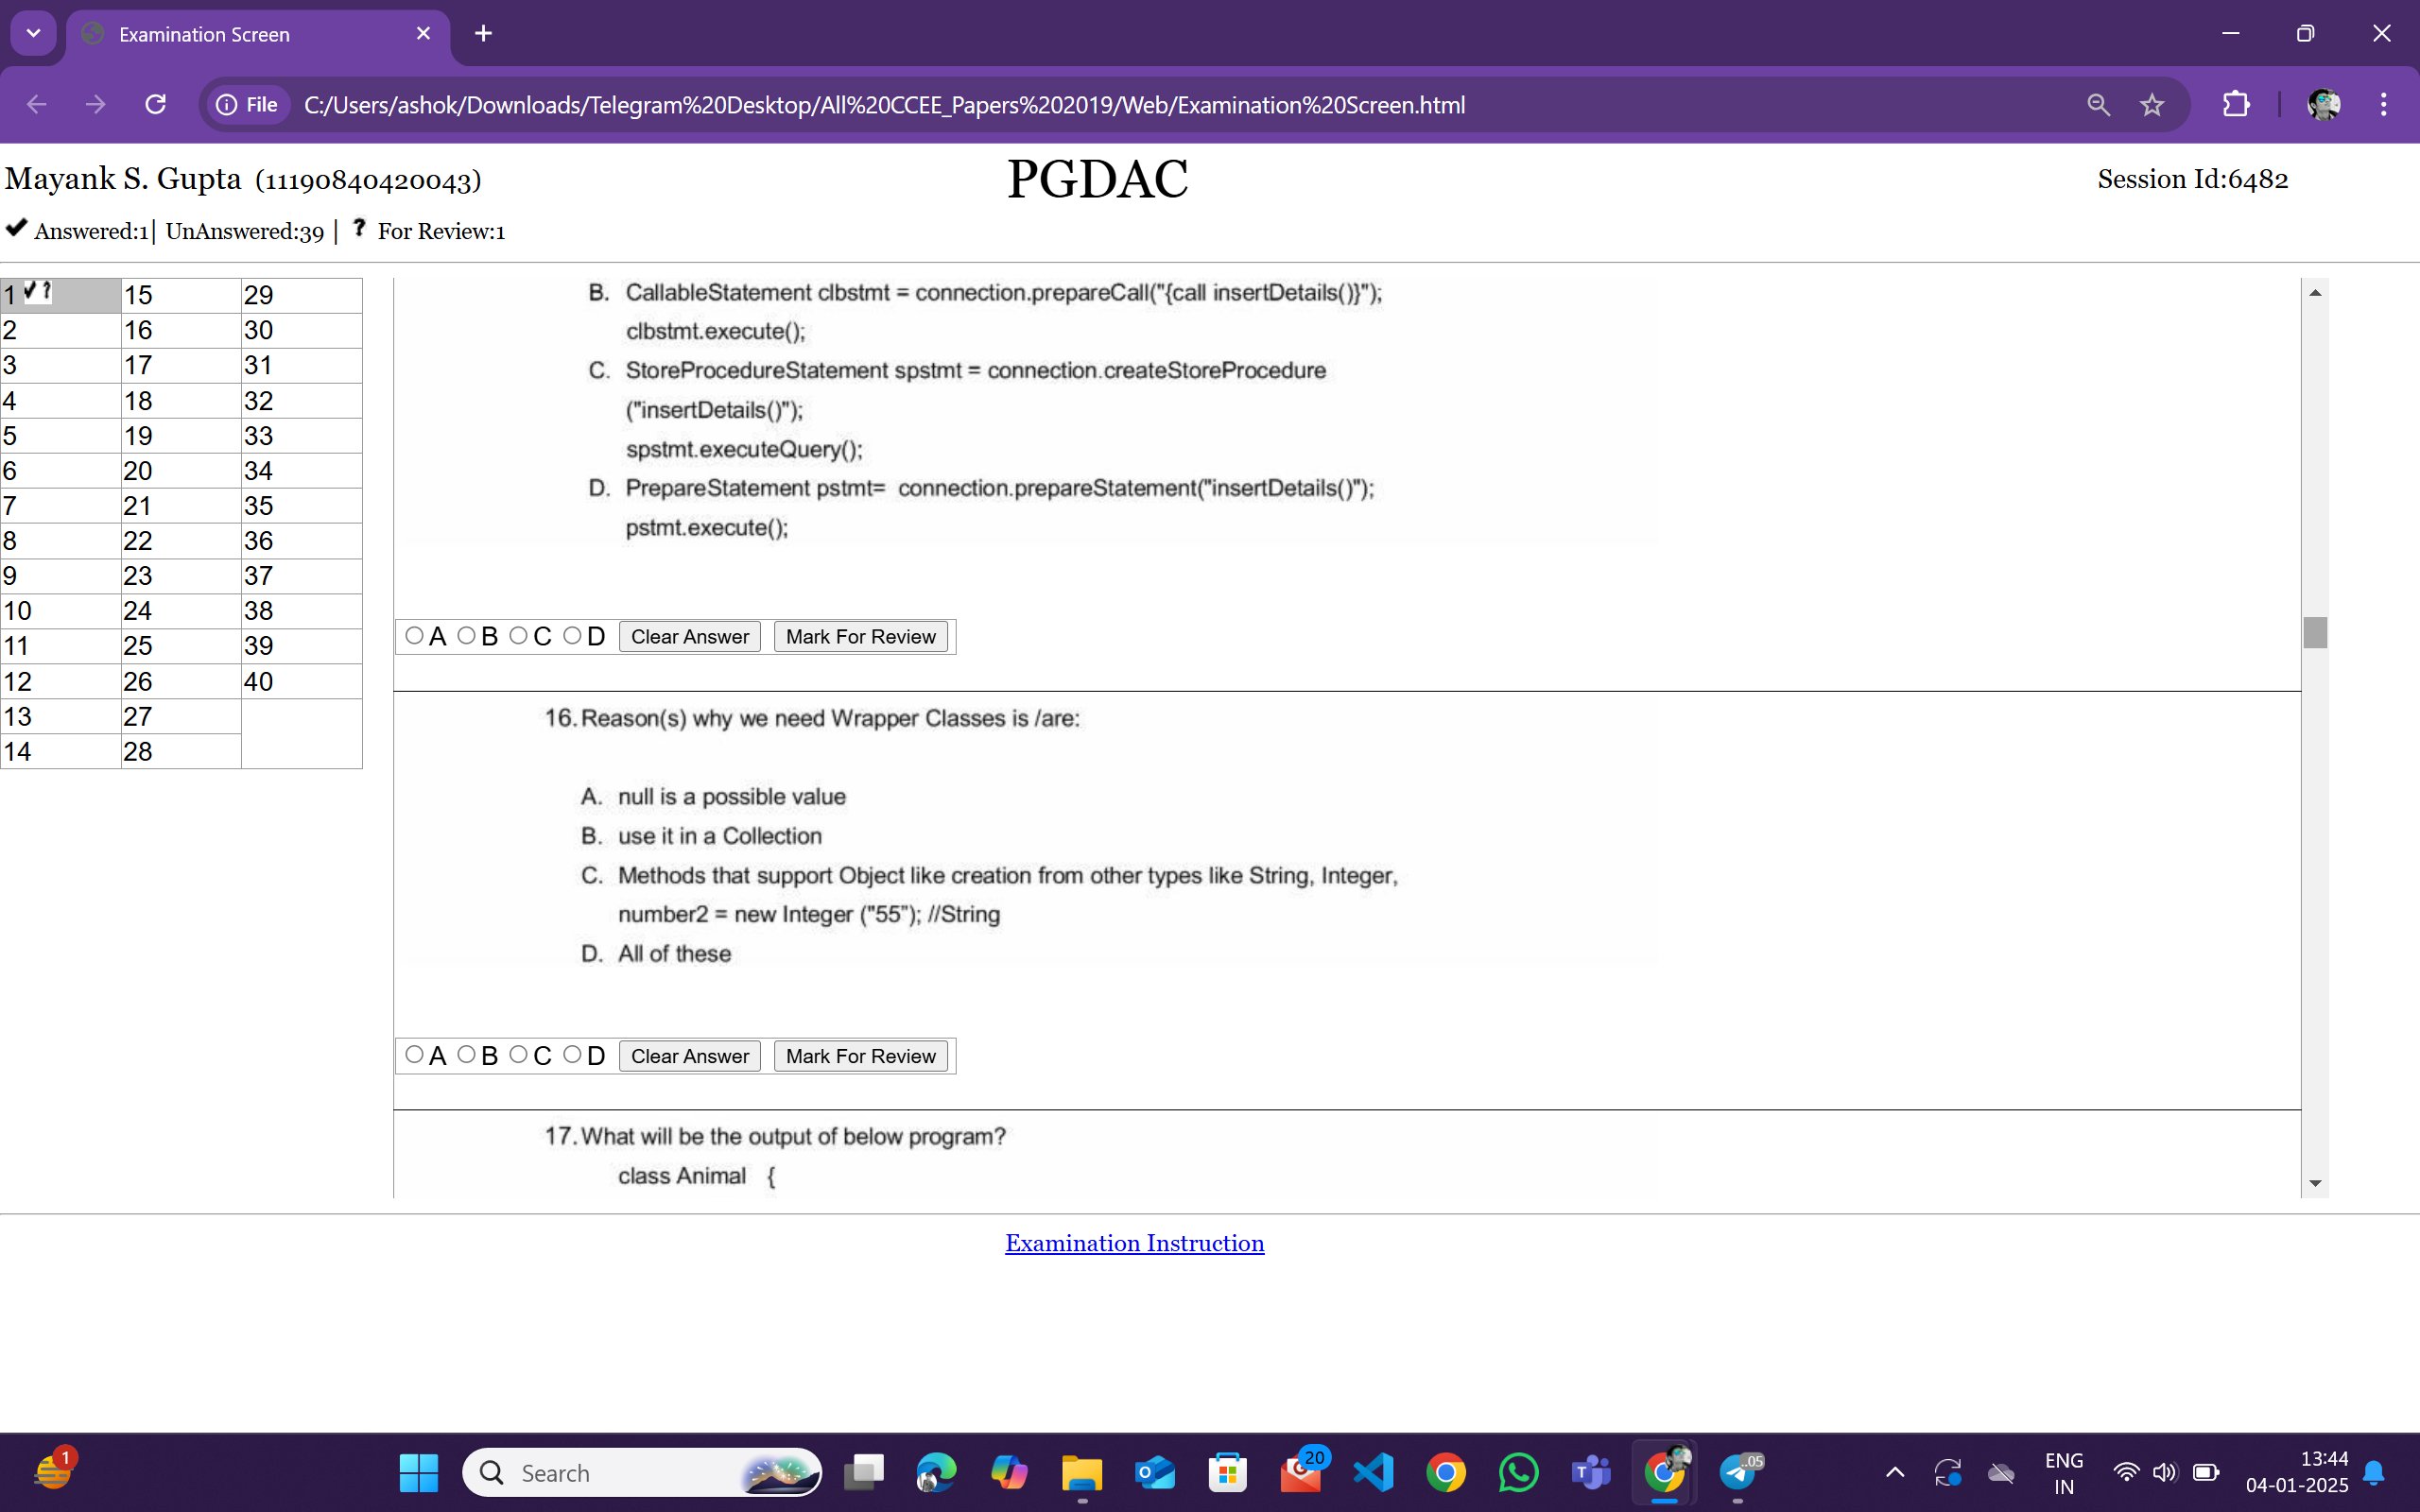 Examination Screen
File C:/Users/ashok/Downloads/Telegram%20Desktop/All%20CCEE_Papers%202019/Web/Examination%20Screen.html
Mayank S. Gupta (11190840420043)
PGDAC
Session Id:6482
Answered:1| UnAnswered:39 | ? For Review:1
1 ? 15 29
2 16 30
3 17 31
4 18 32
5 19 33
6 20 34
7 21 35
8 22 36
9 23 37
10 24 38
11 25 39
12 26 40
13 27
14 28
B. CallableStatement clbstmt = connection.prepareCall("{call insertDetails()}");
clbstmt.execute();
C. StoreProcedureStatement spstmt = connection.createStoreProcedure
("insertDetails()");
spstmt.executeQuery();
D. PrepareStatement pstmt= connection.prepareStatement("insertDetails()");
pstmt.execute();
A B C D Clear Answer Mark For Review
16. Reason(s) why we need Wrapper Classes is /are:
A. null is a possible value
B. use it in a Collection
C. Methods that support Object like creation from other types like String, Integer,
number2 = new Integer ("55"); //String
D. All of these
A B C D Clear Answer Mark For Review
17. What will be the output of below program?
class Animal {
Examination Instruction
1
Search
20
..05
ENG
IN
13:44
04-01-2025